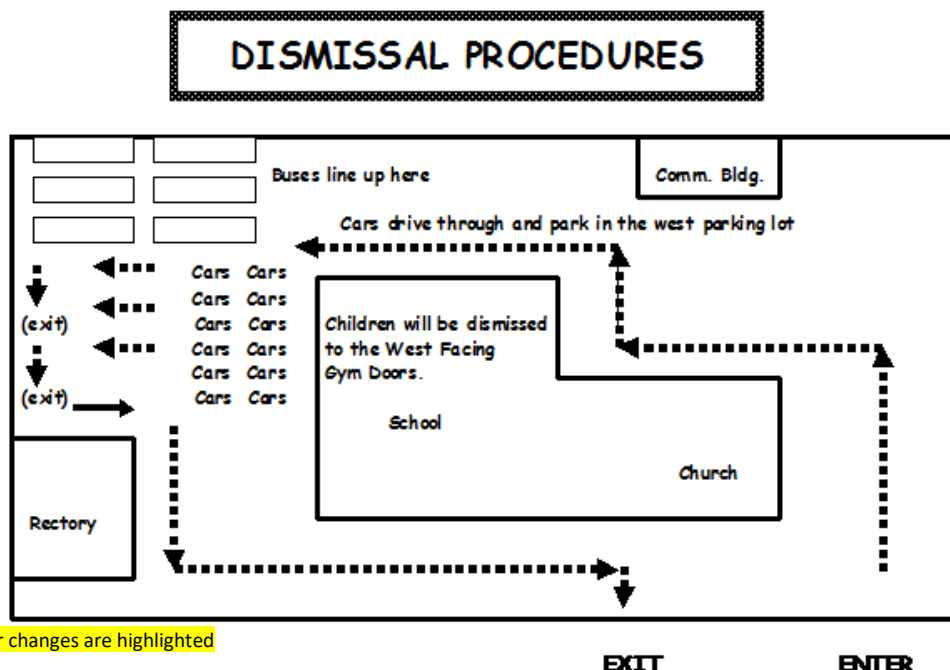 DISMISSAL PROCEDURES
Buses line up here
Comm. Bldg.
Cars drive through and park in the west parking lot
Cars Cars
Cars Cars
(exit)
Cars Cars
Children will be dismissed
Cars Cars
to the West Facing
Cars Cars
Gym Doors.
(exit)
Cars Cars
School
Church
Rectory
changes are highlighted
EXIT
ENTER